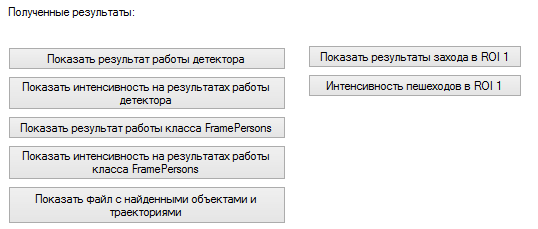 Полученные результаты:
Показать результат работы детектора
Показать интенсивность на результатах работы
детектора
Показать результат работы класса FramePersons
Показать интенсивность на результатах работы
класса FramePersons
Показать файл с найденными объектами и
траекториями
Показать результаты захода в ROI 1
Интенсивность пешеходов в ROI 1